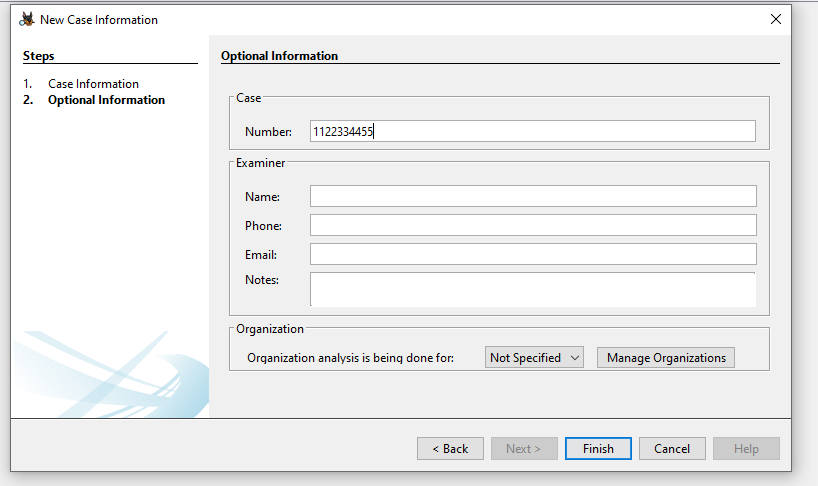 New Case Information
Steps
1. Case Information
2. Optional Information
Optional Information
Case
Number: 1122334455
Examiner
Name:
Phone:
Email:
Notes:
Organization
Organization analysis is being done for: Not Specified Manage Organizations
< Back Next > Finish Cancel Help